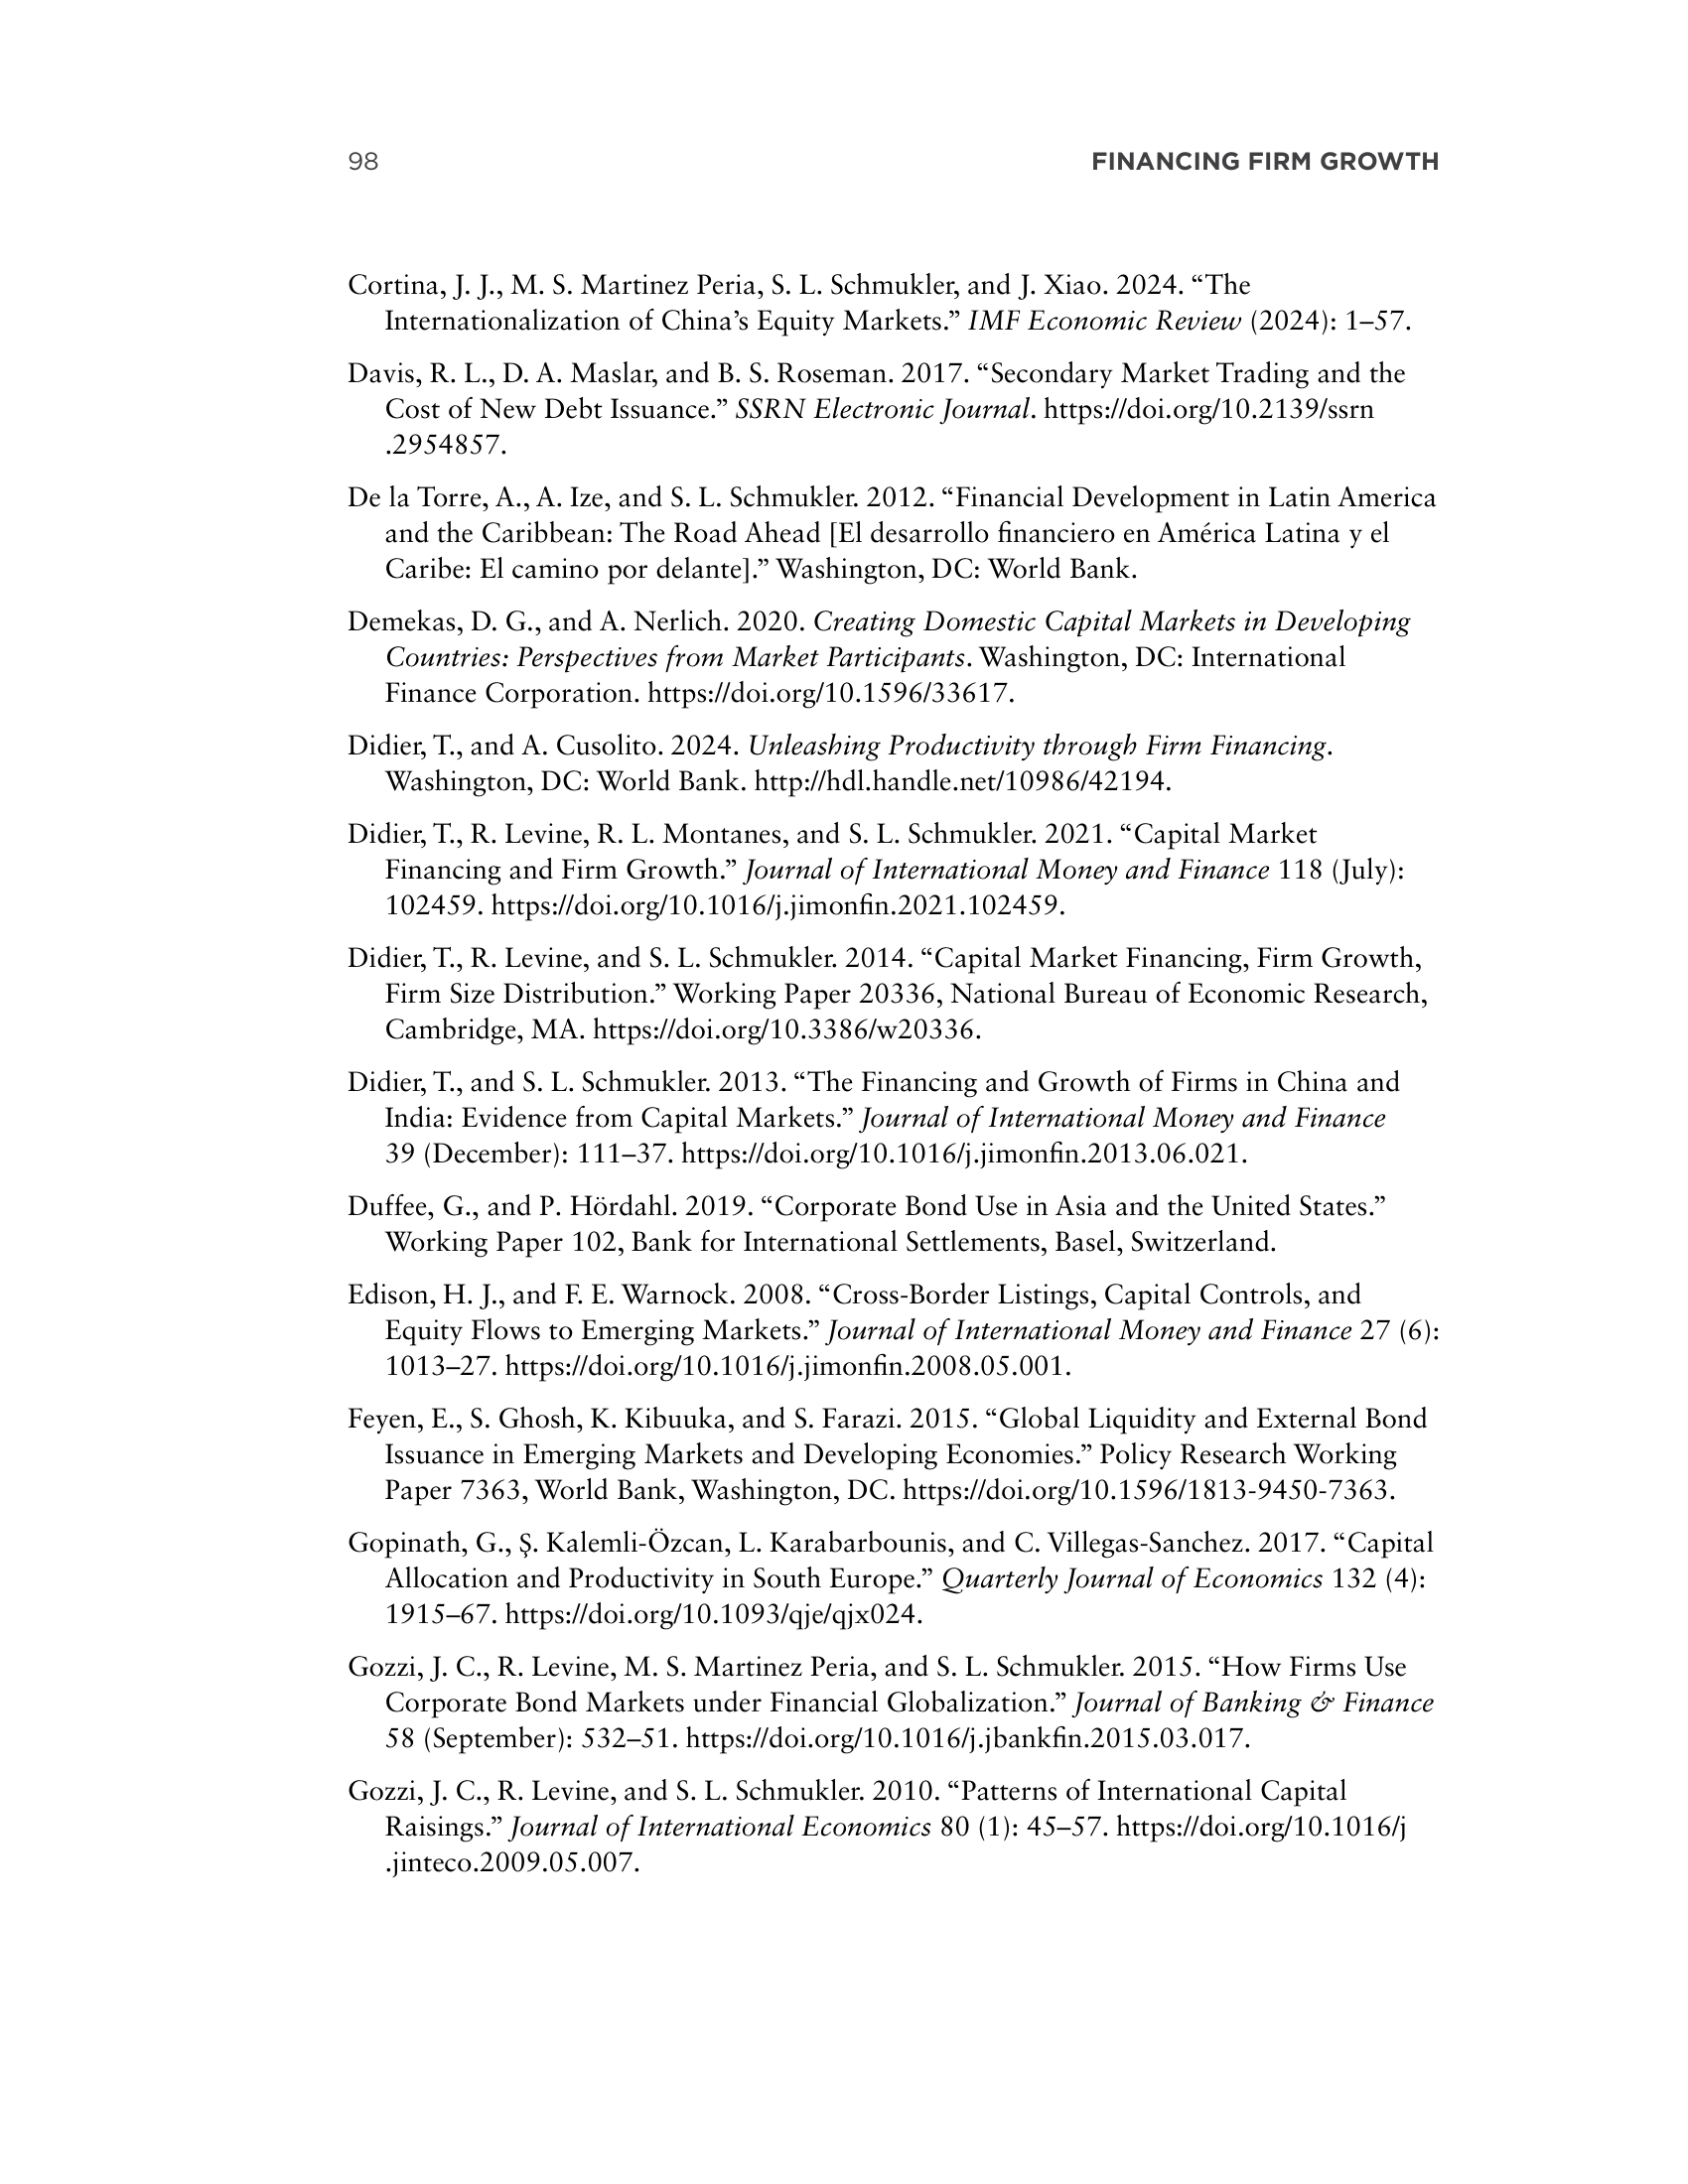 98
FINANCING FIRM GROWTH
Cortina, J. J., M. S. Martinez Peria, S. L. Schmukler, and J. Xiao. 2024. “The
Internationalization of China’s Equity Markets.” IMF Economic Review (2024): 1–57.
Davis, R. L., D. A. Maslar, and B. S. Roseman. 2017. “Secondary Market Trading and the
Cost of New Debt Issuance.” SSRN Electronic Journal. https://doi.org/10.2139/ssrn
.2954857.
De la Torre, A., A. Ize, and S. L. Schmukler. 2012. “Financial Development in Latin America
and the Caribbean: The Road Ahead [El desarrollo financiero en América Latina y el
Caribe: El camino por delante].” Washington, DC: World Bank.
Demekas, D. G., and A. Nerlich. 2020. Creating Domestic Capital Markets in Developing
Countries: Perspectives from Market Participants. Washington, DC: International
Finance Corporation. https://doi.org/10.1596/33617.
Didier, T., and A. Cusolito. 2024. Unleashing Productivity through Firm Financing.
Washington, DC: World Bank. http://hdl.handle.net/10986/42194.
Didier, T., R. Levine, R. L. Montanes, and S. L. Schmukler. 2021. “Capital Market
Financing and Firm Growth.” Journal of International Money and Finance 118 (July):
102459. https://doi.org/10.1016/j.jimonfin.2021.102459.
Didier, T., R. Levine, and S. L. Schmukler. 2014. “Capital Market Financing, Firm Growth,
Firm Size Distribution.” Working Paper 20336, National Bureau of Economic Research,
Cambridge, MA. https://doi.org/10.3386/w20336.
Didier, T., and S. L. Schmukler. 2013. “The Financing and Growth of Firms in China and
India: Evidence from Capital Markets.” Journal of International Money and Finance
39 (December): 111–37. https://doi.org/10.1016/j.jimonfin.2013.06.021.
Duffee, G., and P. Hördahl. 2019. “Corporate Bond Use in Asia and the United States.”
Working Paper 102, Bank for International Settlements, Basel, Switzerland.
Edison, H. J., and F. E. Warnock. 2008. “Cross-Border Listings, Capital Controls, and
Equity Flows to Emerging Markets.” Journal of International Money and Finance 27 (6):
1013–27. https://doi.org/10.1016/j.jimonfin.2008.05.001.
Feyen, E., S. Ghosh, K. Kibuuka, and S. Farazi. 2015. “Global Liquidity and External Bond
Issuance in Emerging Markets and Developing Economies.” Policy Research Working
Paper 7363, World Bank, Washington, DC. https://doi.org/10.1596/1813-9450-7363.
Gopinath, G., Ş. Kalemli-Özcan, L. Karabarbounis, and C. Villegas-Sanchez. 2017. “Capital
Allocation and Productivity in South Europe.” Quarterly Journal of Economics 132 (4):
1915–67. https://doi.org/10.1093/qje/qjx024.
Gozzi, J. C., R. Levine, M. S. Martinez Peria, and S. L. Schmukler. 2015. “How Firms Use
Corporate Bond Markets under Financial Globalization.” Journal of Banking & Finance
58 (September): 532–51. https://doi.org/10.1016/j.jbankfin.2015.03.017.
Gozzi, J. C., R. Levine, and S. L. Schmukler. 2010. “Patterns of International Capital
Raisings.” Journal of International Economics 80 (1): 45–57. https://doi.org/10.1016/j
.jinteco.2009.05.007.